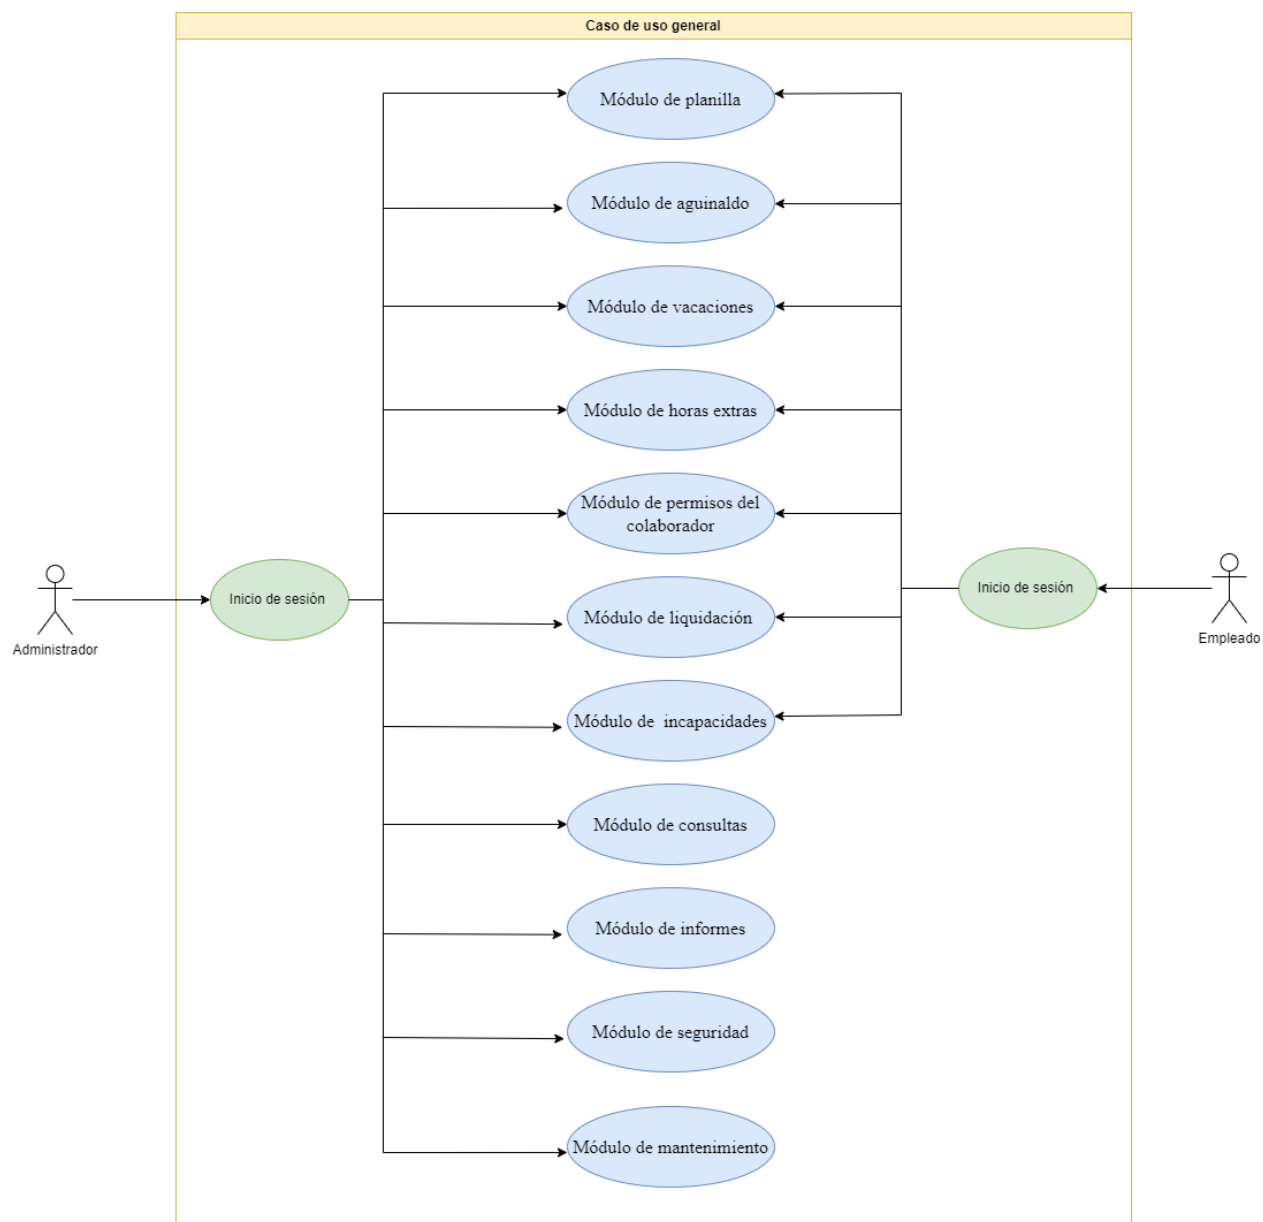 Caso de uso general
Módulo de planilla
Módulo de aguinaldo
Módulo de vacaciones
Módulo de horas extras
Módulo de permisos del
colaborador
Inicio de sesión
Administrador
Módulo de liquidación
Inicio de sesión
Empleado
Módulo de  incapacidades
Módulo de consultas
Módulo de informes
Módulo de seguridad
Módulo de mantenimiento